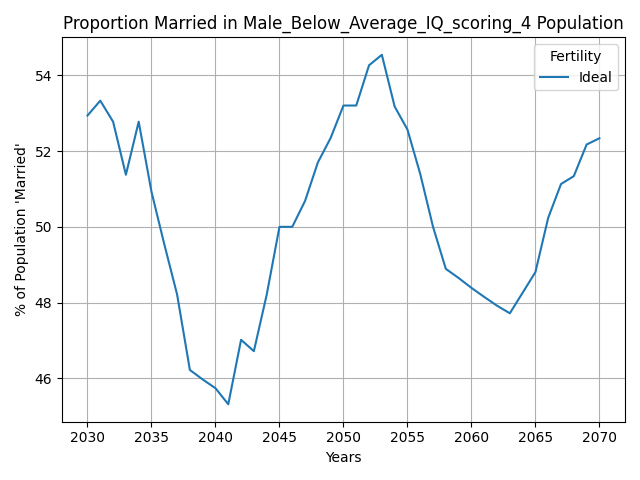 Proportion Married in Male_Below_Average_IQ_scoring_4 Population
Fertility
Ideal
% of Population 'Married'
54
52
50
48
46
2030 2035 2040 2045 2050 2055 2060 2065 2070
Years